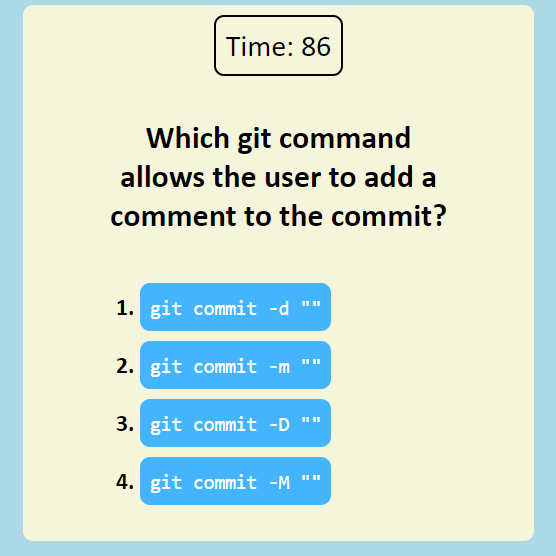 Time: 86
Which git command
allows the user to add a
comment to the commit?
1. git commit -d ""
2. git commit -m ""
3. git commit -D ""
4. git commit -M ""